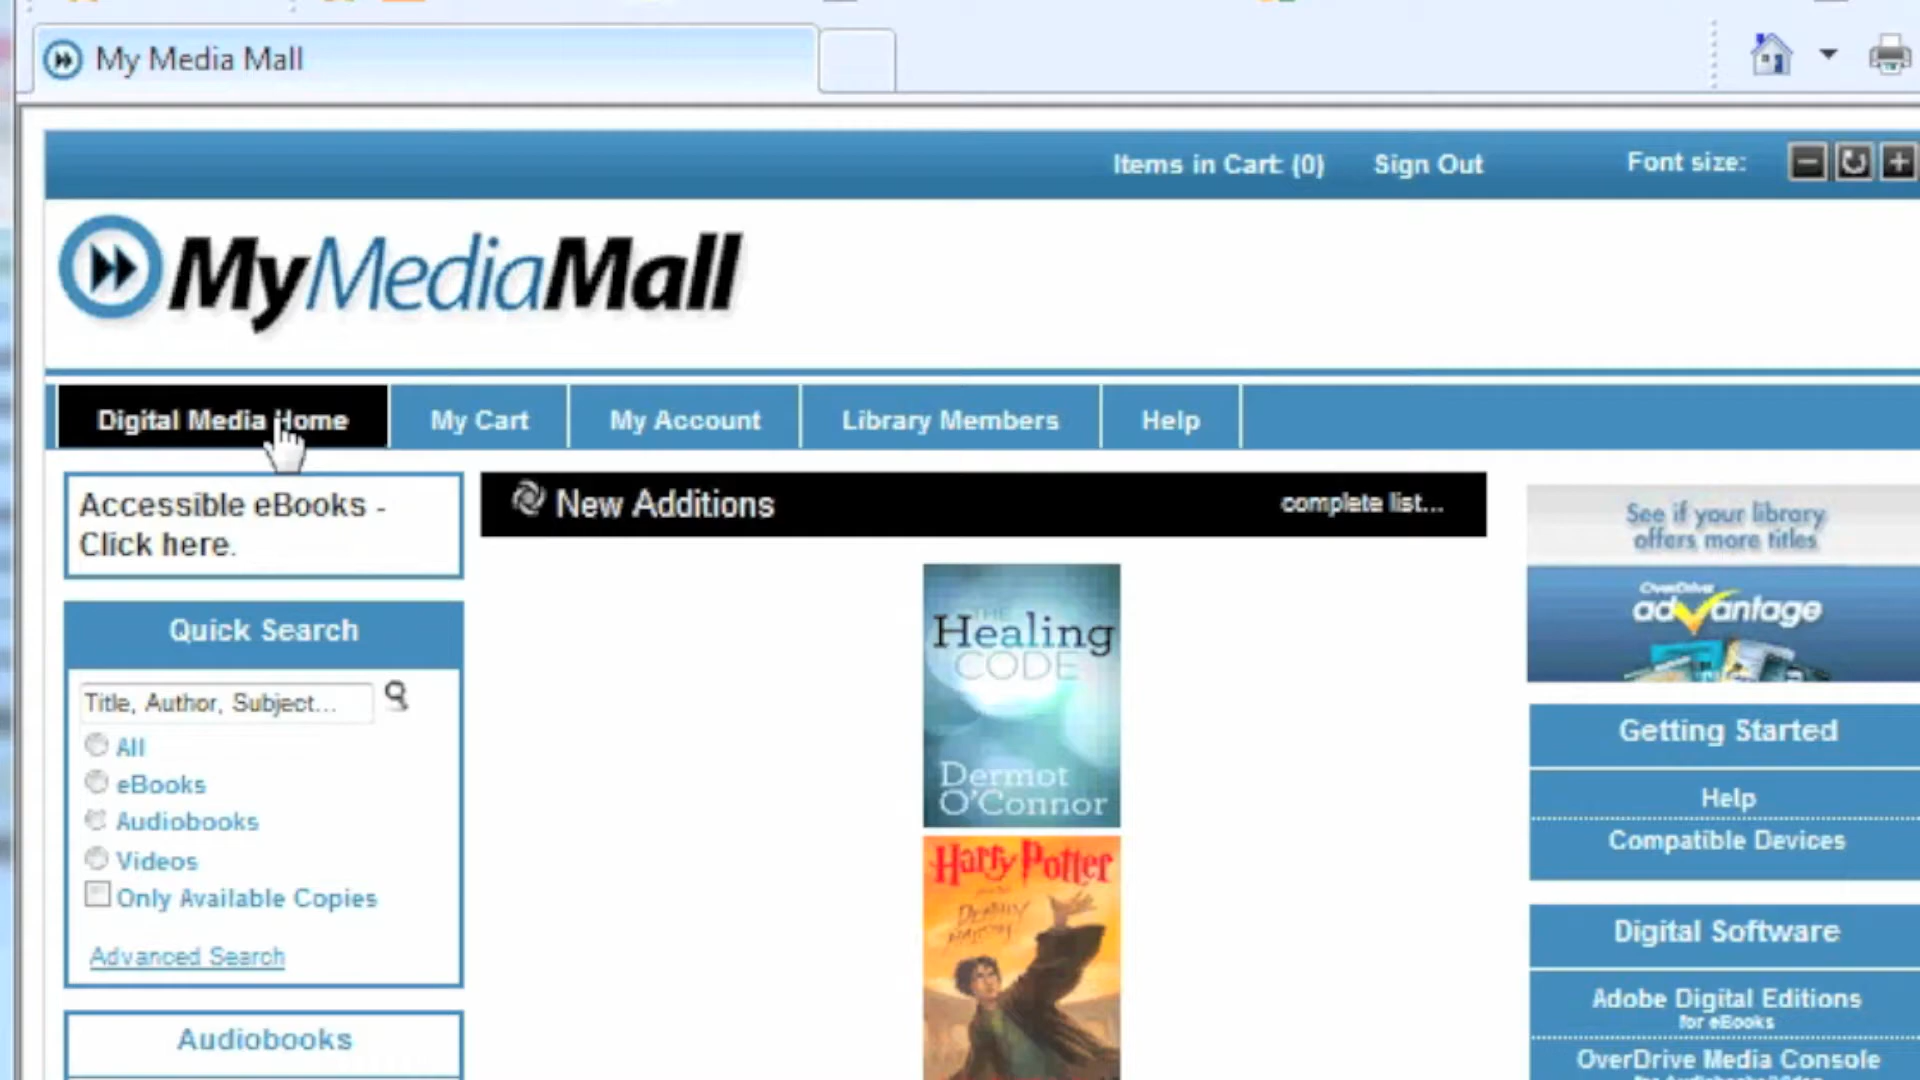 My Media Mall
Items in Cart: (0) Sign Out Font size:
MyMediaMall
Digital Media Home My Cart My Account Library Members Help
Accessible eBooks -
Click here.
New Additions complete list...
See if your library
offers more titles
OverDrive
advantage
Quick Search
Title, Author, Subject...
All
eBooks
Audiobooks
Videos
Only Available Copies
Advanced Search
Audiobooks
THE
Healing
CODE
Dermot
O'Connor
Harry Potter
Getting Started
Help
Compatible Devices
Digital Software
Adobe Digital Editions
for eBooks
OverDrive Media Console